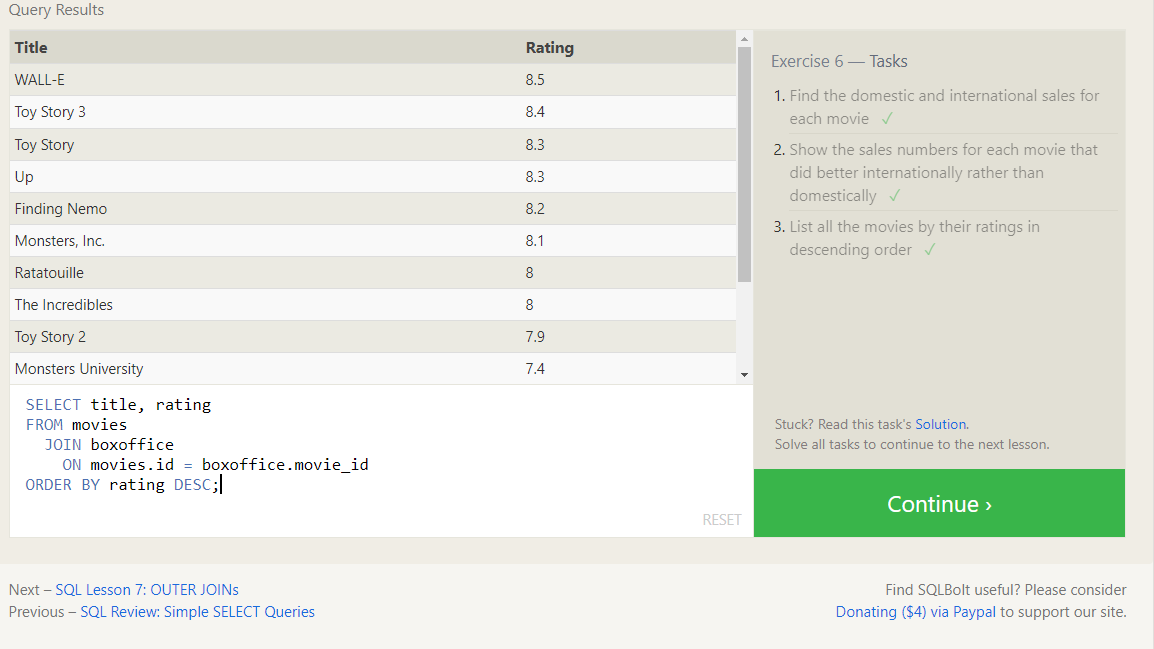 Query Results
Title Rating
WALL-E 8.5
Toy Story 3 8.4
Toy Story 8.3
Up 8.3
Finding Nemo 8.2
Monsters, Inc. 8.1
Ratatouille 8
The Incredibles 8
Toy Story 2 7.9
Monsters University 7.4
SELECT title, rating
FROM movies
JOIN boxoffice
ON movies.id = boxoffice.movie_id
ORDER BY rating DESC;
RESET
Exercise 6 — Tasks
1. Find the domestic and international sales for
each movie ✓
2. Show the sales numbers for each movie that
did better internationally rather than
domestically ✓
3. List all the movies by their ratings in
descending order ✓
Stuck? Read this task's Solution.
Solve all tasks to continue to the next lesson.
Continue ›
Next – SQL Lesson 7: OUTER JOINs
Previous – SQL Review: Simple SELECT Queries
Find SQLBolt useful? Please consider
Donating ($4) via Paypal to support our site.